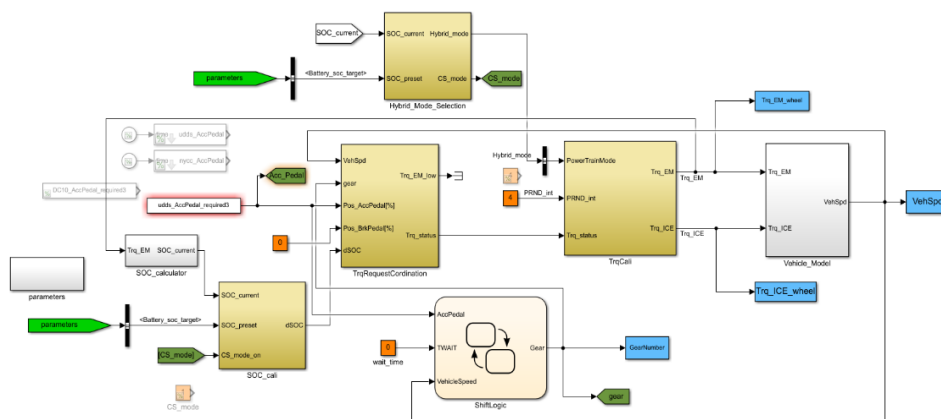 SOC_current
SOC_current
Hybrid_mode
parameters
<Battery_soc_target>
SOC_preset
CS_mode
CS_mode
Hybrid_Mode_Selection
Trq_EM_wheel
udds_AccPedal
nycc_AccPedal
DC10_AccPedal_required3
udds_AccPedal_required3
Acc_Pedal
VehSpd
gear
Pos_AccPedal[%]
Pos_BrkPedal[%]
dSOC
Trq_EM_low
Trq_status
TrqRequestCordination
0
Hybrid_mode
4
PRND_int
PowerTrainMode
PRND_int
Trq_status
Trq_EM
Trq_ICE
TrqCali
Trq_EM
Trq_ICE
Trq_EM
Trq_ICE
VehSpd
Vehicle_Model
VehSpd
Trq_ICE_wheel
Trq_EM
SOC_current
SOC_calculator
parameters
parameters
<Battery_soc_target>
SOC_current
SOC_preset
CS_mode_on
dSOC
SOC_cali
[CS_mode]
CS_mode
0
wait_time
AccPedal
TWAIT
VehicleSpeed
Gear
ShiftLogic
GearNumber
gear